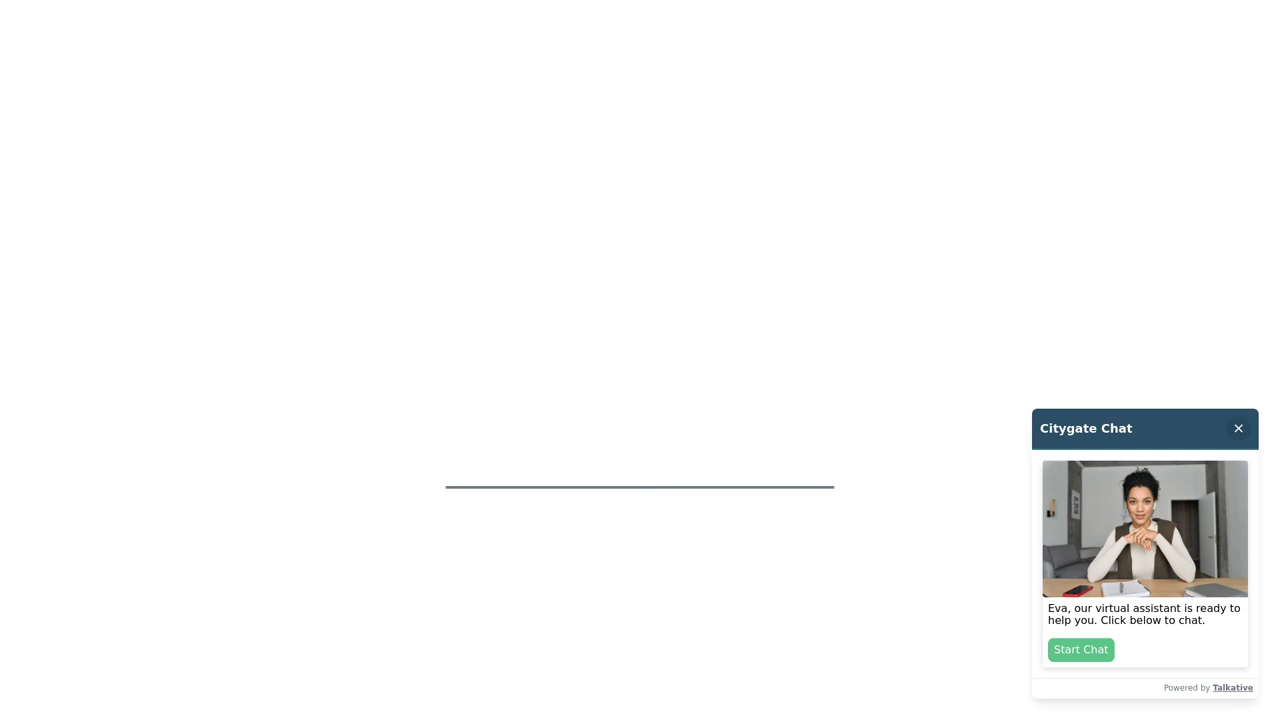 Citygate Chat
Eva, our virtual assistant is ready to
help you. Click below to chat.
Start Chat
Powered by Talkative